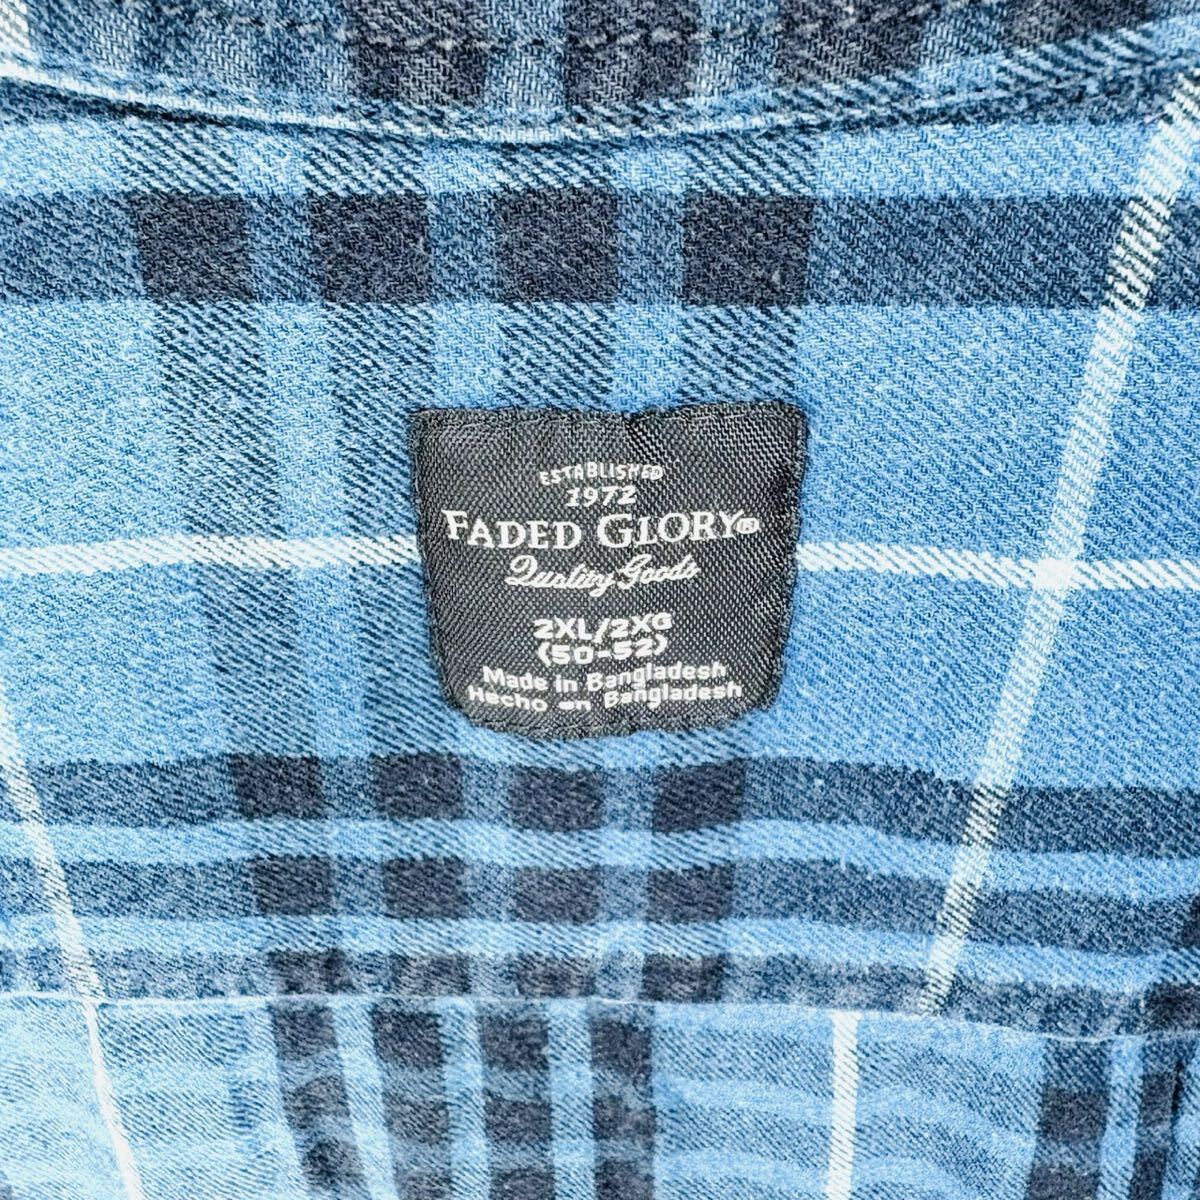 ESTABLISHED
1972
FADED GLORY®
Quality Goods
2XL/2XG
(50-52)
Made in Bangladesh
Hecho en Bangladesh